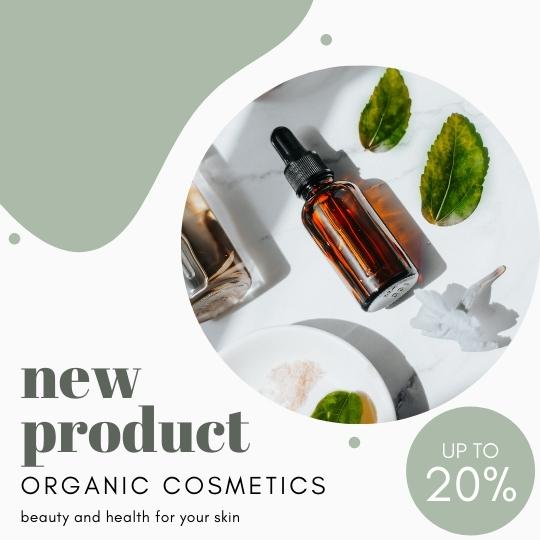 new
product
ORGANIC COSMETICS
beauty and health for your skin
UP TO
20%